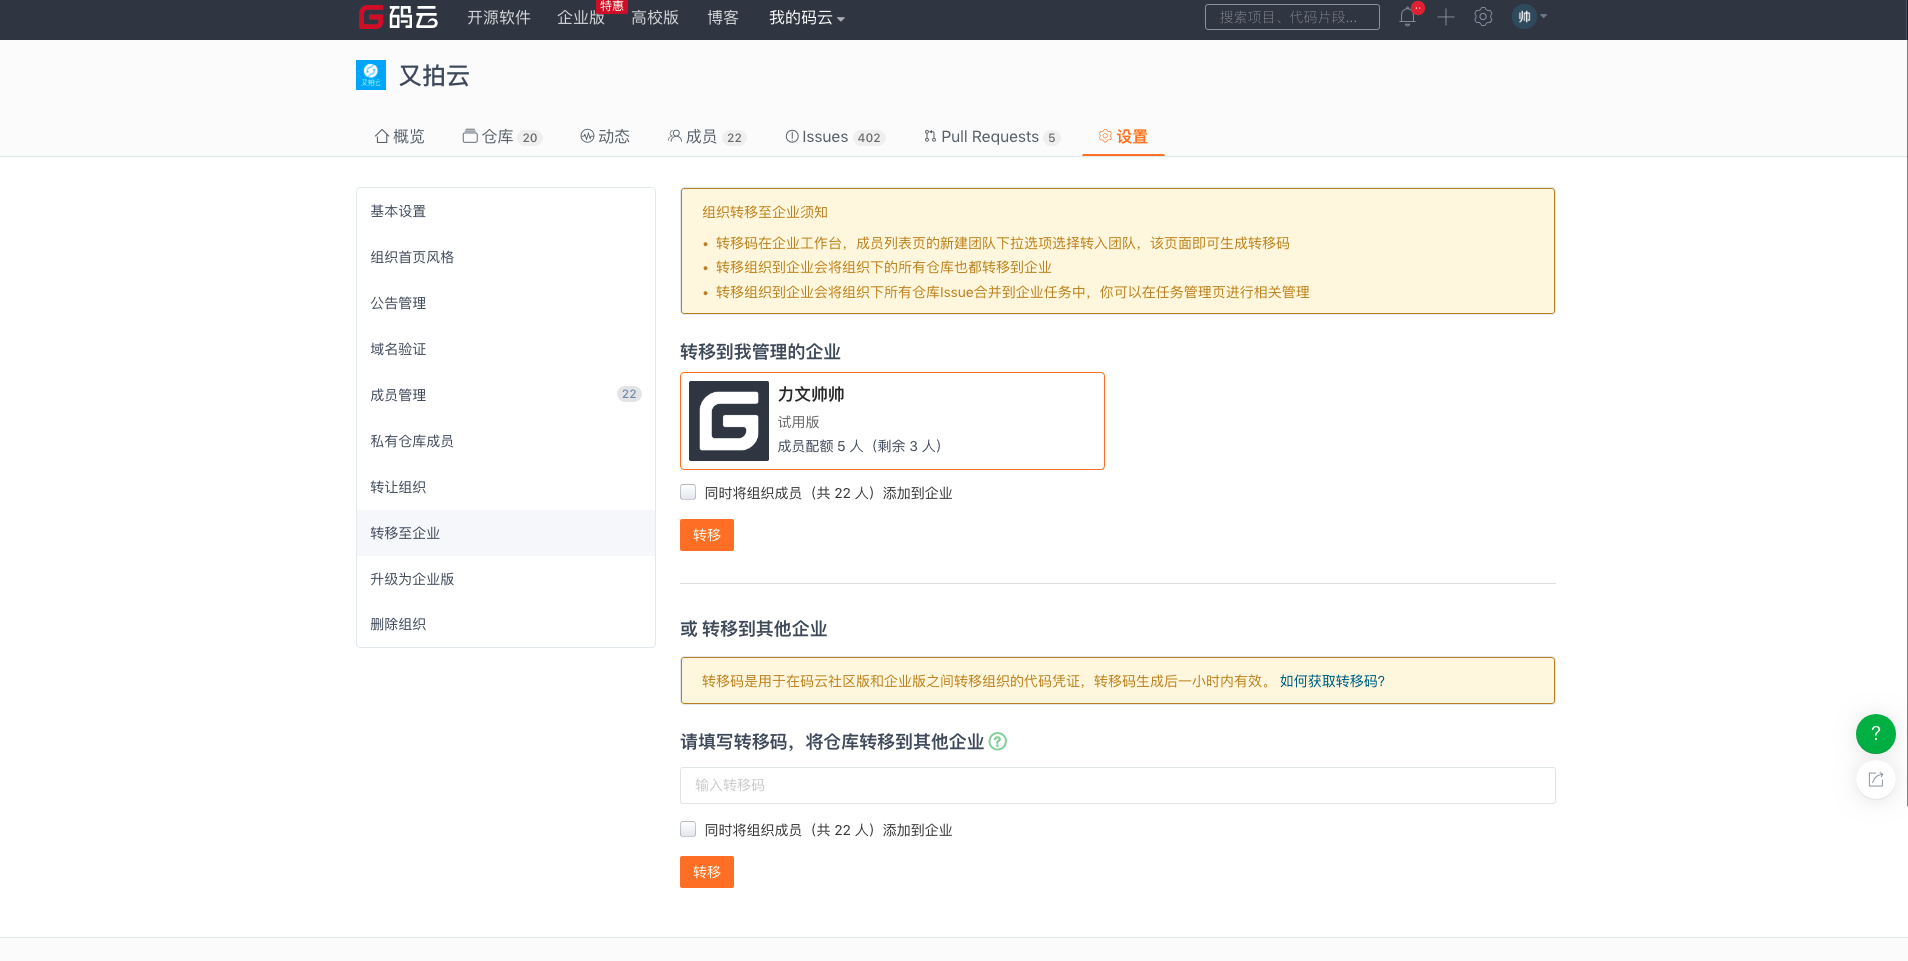 码云 开源软件 企业版 特惠 高校版 博客 我的码云 搜索项目、代码片段... 帅
又拍云 又拍云
概览 仓库 20 动态 成员 22 Issues 402 Pull Requests 5 设置
基本设置
组织首页风格
公告管理
域名验证
成员管理 22
私有仓库成员
转让组织
转移至企业
升级为企业版
删除组织
组织转移至企业须知
• 转移码在企业工作台，成员列表页的新建团队下拉选项选择转入团队，该页面即可生成转移码
• 转移组织到企业会将组织下的所有仓库也都转移到企业
• 转移组织到企业会将组织下所有仓库Issue合并到企业任务中，你可以在任务管理页进行相关管理
转移到我管理的企业
力文帅帅
试用版
成员配额 5 人（剩余 3 人）
同时将组织成员（共 22 人）添加到企业
转移
或 转移到其他企业
转移码是用于在码云社区版和企业版之间转移组织的代码凭证，转移码生成后一小时内有效。 如何获取转移码?
请填写转移码，将仓库转移到其他企业 ?
输入转移码
同时将组织成员（共 22 人）添加到企业
转移
?